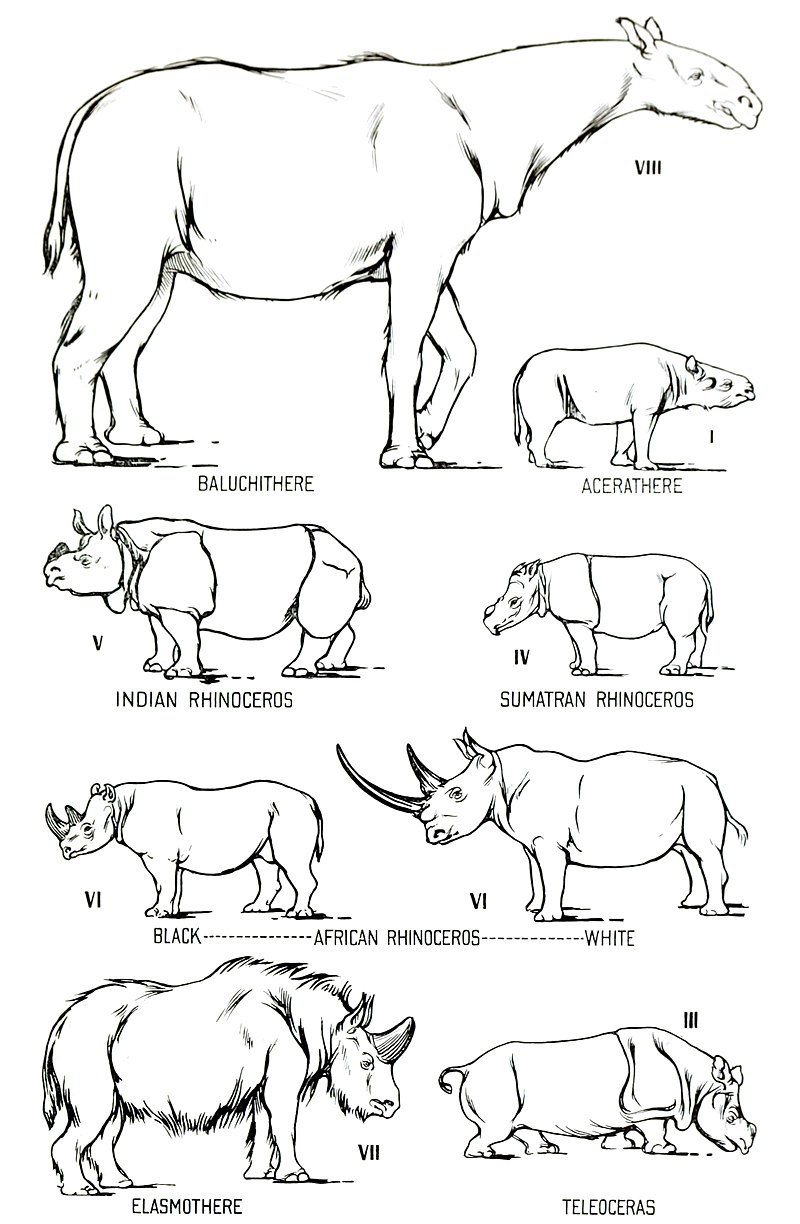 VIII
I
BALUCHITHERE
ACERATHERE
V
IV
INDIAN RHINOCEROS
SUMATRAN RHINOCEROS
VI
VI
BLACK------------AFRICAN RHINOCEROS-----------WHITE
III
VII
ELASMOTHERE
TELEOCERAS